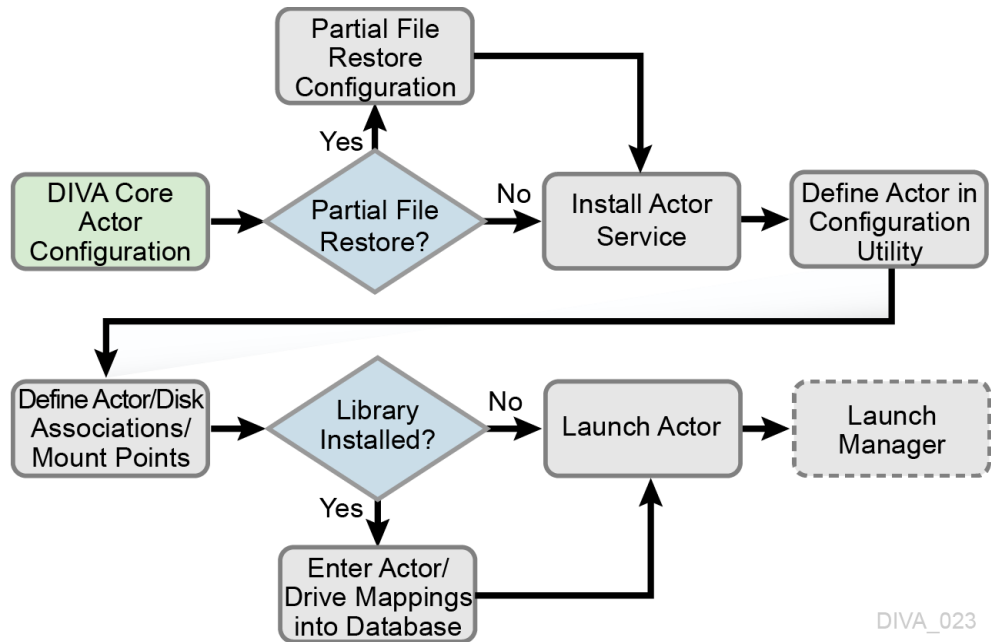 Partial File
Restore
Configuration
Yes
DIVA Core
Actor
Configuration
Partial File
Restore?
No
Install Actor
Service
Define Actor in
Configuration
Utility
Define Actor/Disk
Associations/
Mount Points
Library
Installed?
No
Launch Actor
Launch
Manager
Yes
Enter Actor/
Drive Mappings
into Database
DIVA_023